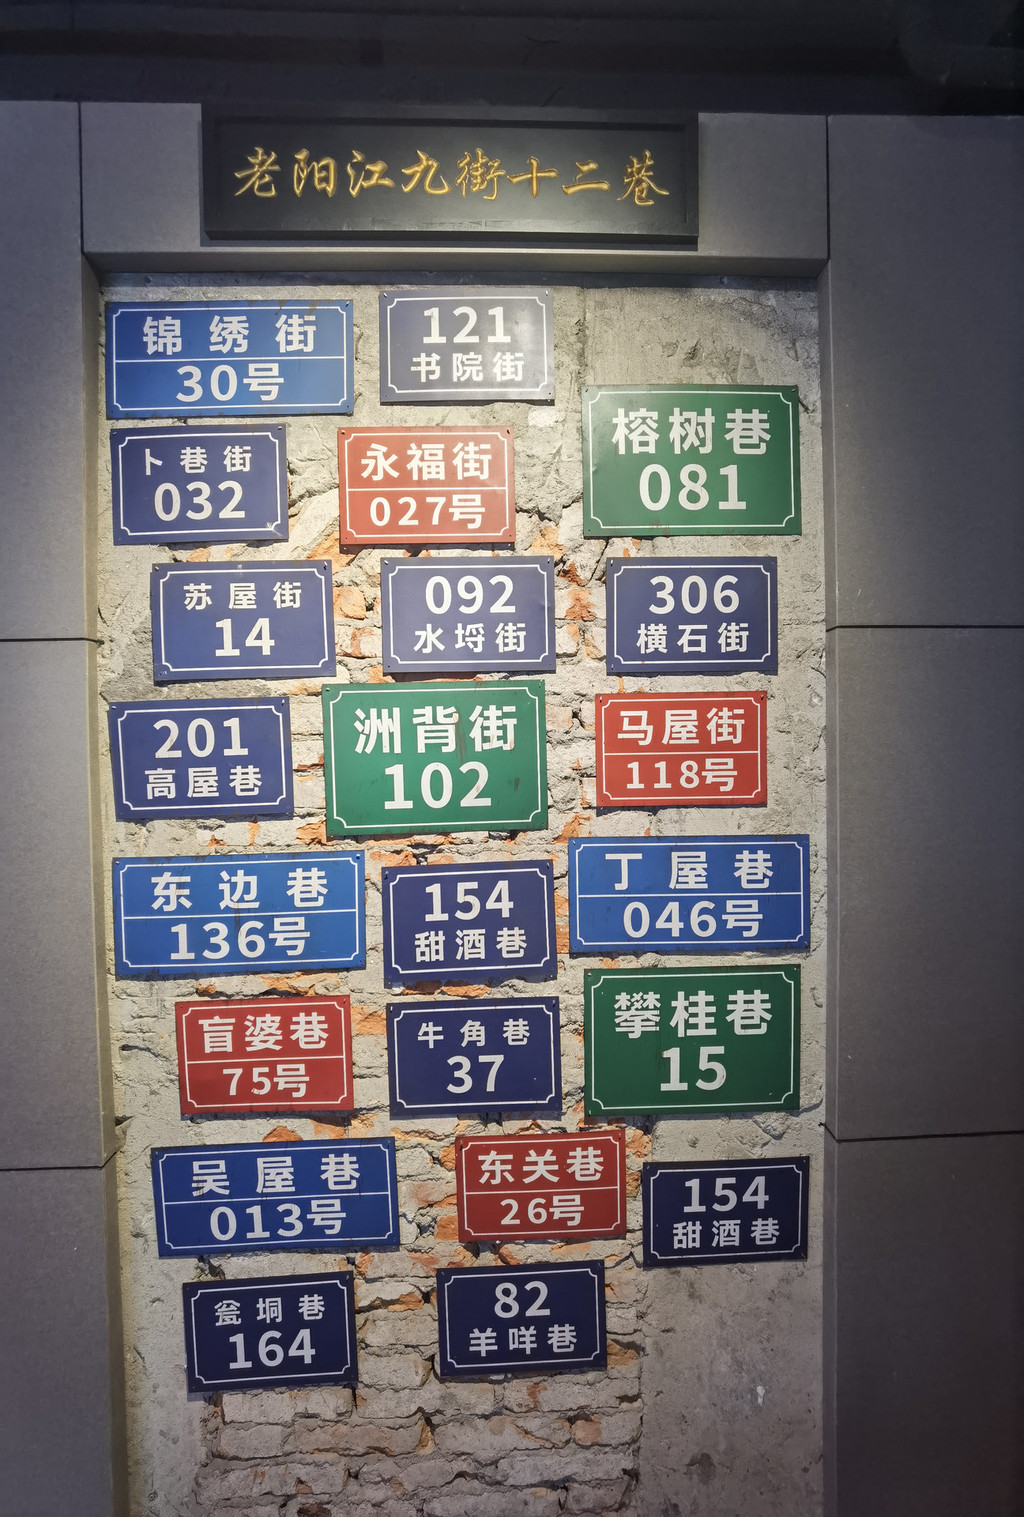 老阳江九街十二巷
锦绣街
30号
121
书院街
榕树巷
081
卜巷街
032
永福街
027号
苏屋街
14
092
水埒街
306
横石街
201
高屋巷
洲背街
102
马屋街
118号
东边巷
136号
154
甜酒巷
丁屋巷
046号
盲婆巷
75号
牛角巷
37
攀桂巷
15
吴屋巷
013号
东关巷
26号
154
甜酒巷
瓮垌巷
164
82
羊咩巷